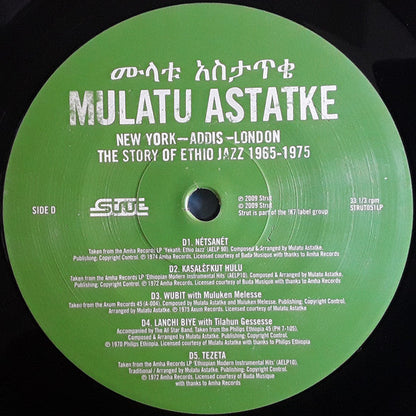 ሙላቱ አስታጥቄ
MULATU ASTATKE
NEW YORK—ADDIS—LONDON
THE STORY OF ETHIO JAZZ 1965-1975
SIDE D
STRUT
℗ 2009 Strut
© 2009 Strut
Strut is part of the !K7 label group
33 1/3 rpm
STRUT051LP
D1. NÈTSANÈT
Taken from the Amha Records LP 'Yekatit: Ethio Jazz' (AELP 90). Composed & Arranged by Mulatu Astatke.
Publishing: Copyright Control. ℗ 1974 Amha Records. Licensed courtesy of Buda Musique with thanks to Amha Records
D2. KASALÈFKUT HULU
Taken from the Amha Records LP 'Ethiopian Modern Instrumental Hits' (AELP10). Composed & Arranged by Mulatu Astatke.
Publishing: Copyright Control. ℗ 1972 Amha Records. Licensed courtesy of Buda Musique with thanks to Amha Records
D3. WUBIT with Muluken Melesse
Taken from the Axum Records 45 (A-004). Composed by Mulatu Astatke and Muluken Melesse. Published: Copyright Control.
Arranged by Mulatu Astatke. ℗ 1975 Axum Records. Licensed courtesy of Mulatu Astatke with thanks to Axum Records.
D4. LANCHI BIYE with Tilahun Gessesse
Accompanied by the All Star Band. Taken from the Philips Ethiopia 45 (PH 7-105).
Composed & Arranged by Mulatu Astatke. Publishing: Copyright Control.
℗ 1970 Philips Ethiopia. Licensed courtesy of Mulatu Astatke with thanks to Philips Ethiopia
D5. TEZETA
Taken from the Amha Records LP 'Ethiopian Modern Instrumental Hits' (AELP10).
Traditional / Arranged by Mulatu Astatke. Publishing: Copyright Control.
℗ 1972 Amha Records. Licensed courtesy of Buda Musique
with thanks to Amha Records